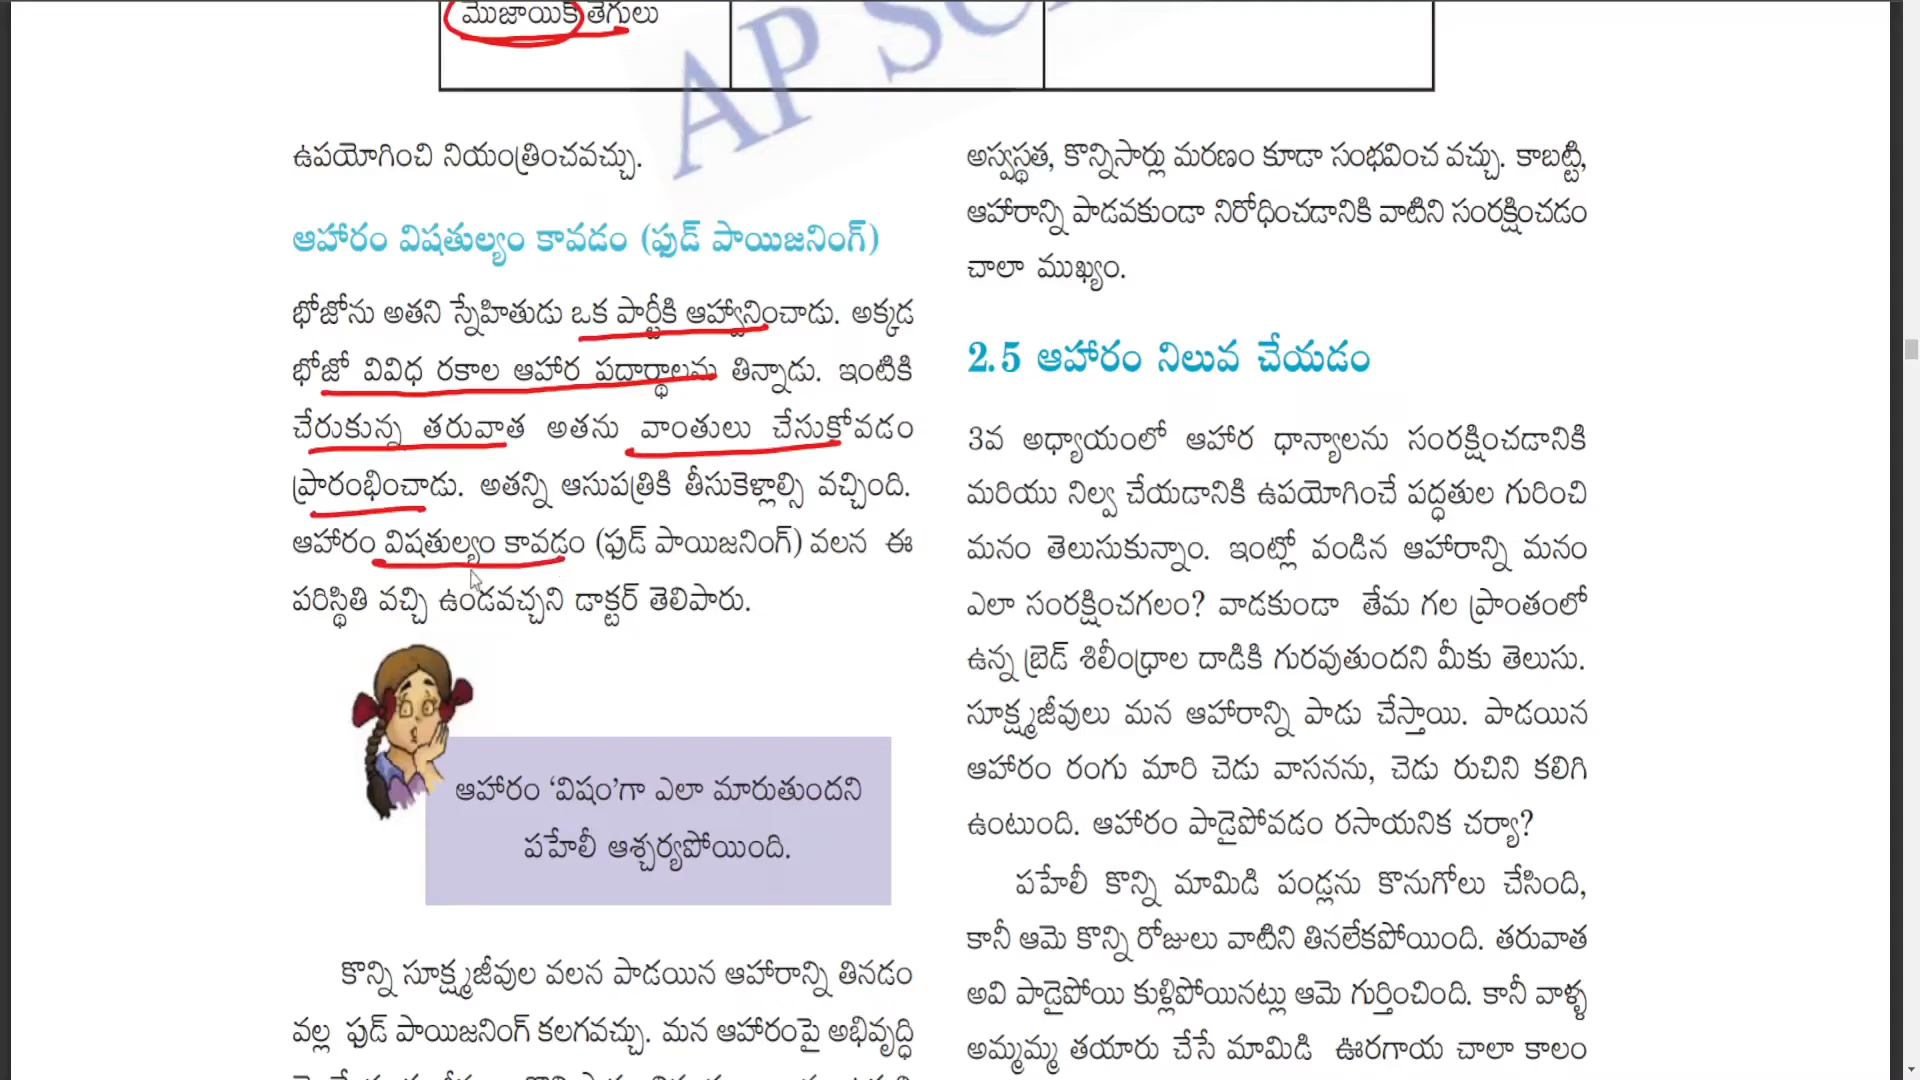 మొజాయిక్ తెగులు
AP SC
ఉపయోగించి నియంత్రించవచ్చు.
ఆహారం విషతుల్యం కావడం (ఫుడ్ పాయిజనింగ్)
భోజోను అతని స్నేహితుడు ఒక పార్టీకి ఆహ్వానించాడు. అక్కడ
భోజో వివిధ రకాల ఆహార పదార్థాలను తిన్నాడు. ఇంటికి
చేరుకున్న తరువాత అతను వాంతులు చేసుకోవడం
ప్రారంభించాడు. అతన్ని ఆసుపత్రికి తీసుకెళ్లాల్సి వచ్చింది.
ఆహారం విషతుల్యం కావడం (ఫుడ్ పాయిజనింగ్) వలన ఈ
పరిస్థితి వచ్చి ఉండవచ్చని డాక్టర్ తెలిపారు.
ఆహారం ‘విషం’గా ఎలా మారుతుందని
పహేలీ ఆశ్చర్యపోయింది.
కొన్ని సూక్ష్మజీవుల వలన పాడయిన ఆహారాన్ని తినడం
వల్ల ఫుడ్ పాయిజనింగ్ కలగవచ్చు. మన ఆహారంపై అభివృద్ధి
అస్వస్థత, కొన్నిసార్లు మరణం కూడా సంభవించ వచ్చు. కాబట్టి,
ఆహారాన్ని పాడవకుండా నిరోధించడానికి వాటిని సంరక్షించడం
చాలా ముఖ్యం.
2.5 ఆహారం నిలువ చేయడం
3వ అధ్యాయంలో ఆహార ధాన్యాలను సంరక్షించడానికి
మరియు నిల్వ చేయడానికి ఉపయోగించే పద్ధతుల గురించి
మనం తెలుసుకున్నాం. ఇంట్లో వండిన ఆహారాన్ని మనం
ఎలా సంరక్షించగలం? వాడకుండా తేమ గల ప్రాంతంలో
ఉన్న బ్రెడ్ శిలీంధ్రాల దాడికి గురవుతుందని మీకు తెలుసు.
సూక్ష్మజీవులు మన ఆహారాన్ని పాడు చేస్తాయి. పాడయిన
ఆహారం రంగు మారి చెడు వాసనను, చెడు రుచిని కలిగి
ఉంటుంది. ఆహారం పాడైపోవడం రసాయనిక చర్యా?
పహేలీ కొన్ని మామిడి పండ్లను కొనుగోలు చేసింది,
కానీ ఆమె కొన్ని రోజులు వాటిని తినలేకపోయింది. తరువాత
అవి పాడైపోయి కుళ్లిపోయినట్లు ఆమె గుర్తించింది. కానీ వాళ్ళ
అమ్మమ్మ తయారు చేసే మామిడి ఊరగాయ చాలా కాలం